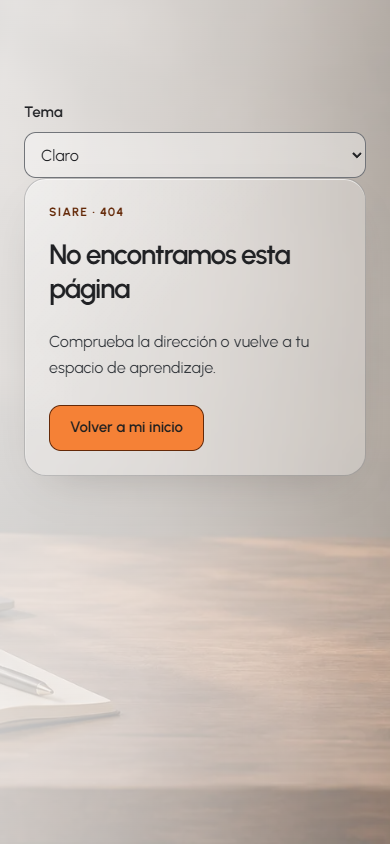 Tema
Claro
SIARE · 404
No encontramos esta
página
Comprueba la dirección o vuelve a tu
espacio de aprendizaje.
Volver a mi inicio